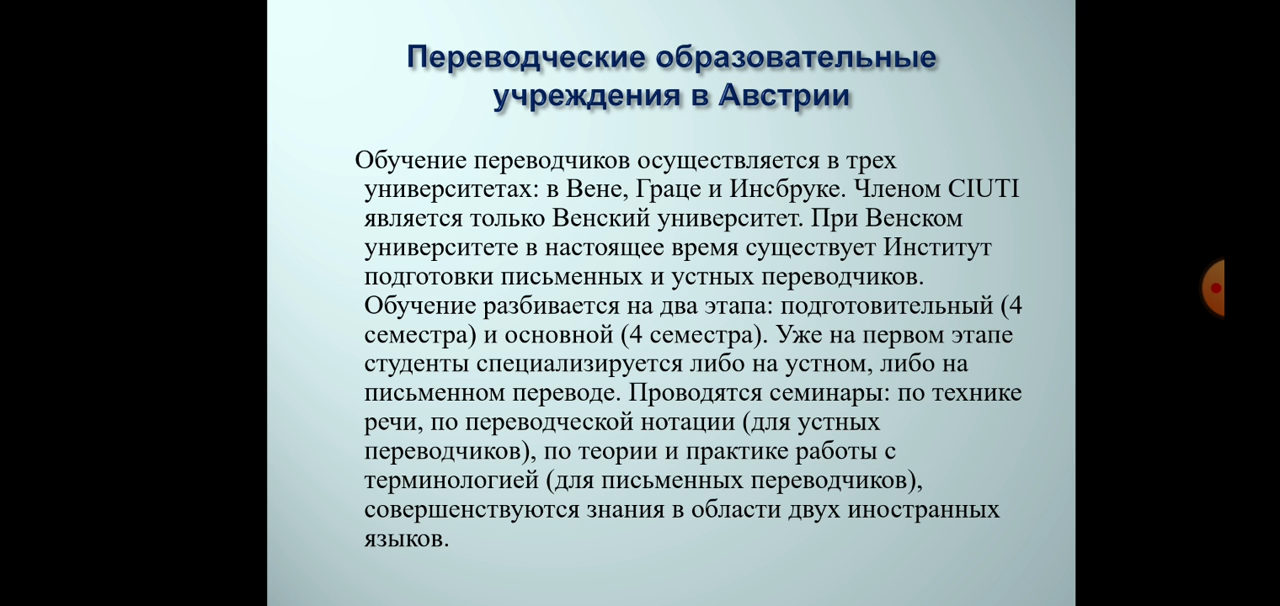 Переводческие образовательные
учреждения в Австрии
Обучение переводчиков осуществляется в трех
университетах: в Вене, Граце и Инсбруке. Членом CIUTI
является только Венский университет. При Венском
университете в настоящее время существует Институт
подготовки письменных и устных переводчиков.
Обучение разбивается на два этапа: подготовительный (4
семестра) и основной (4 семестра). Уже на первом этапе
студенты специализируется либо на устном, либо на
письменном переводе. Проводятся семинары: по технике
речи, по переводческой нотации (для устных
переводчиков), по теории и практике работы с
терминологией (для письменных переводчиков),
совершенствуются знания в области двух иностранных
языков.